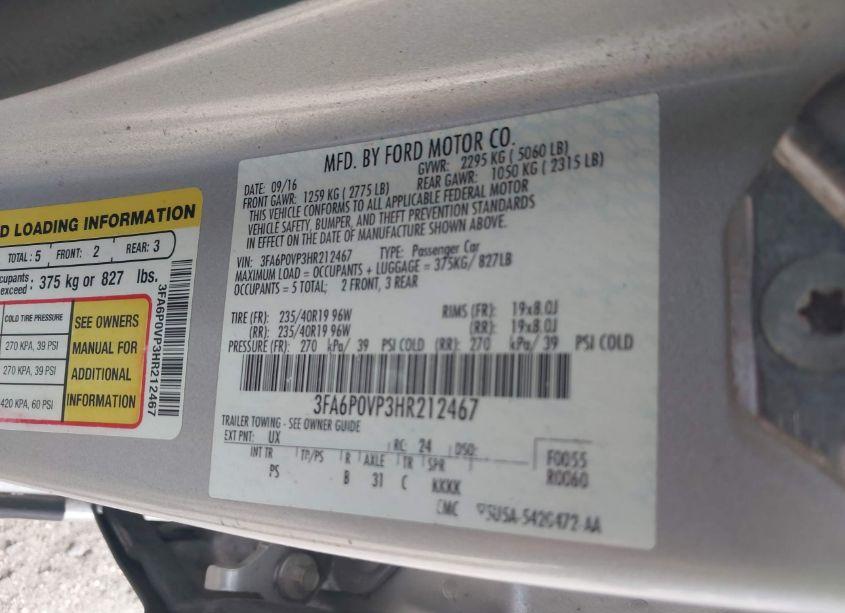 D LOADING INFORMATION
TOTAL: 5 FRONT: 2 REAR: 3
cupants
exceed: 375 kg or 827 lbs.
COLD TIRE PRESSURE
270 KPA, 39 PSI
270 KPA, 39 PSI
420 KPA, 60 PSI
SEE OWNERS
MANUAL FOR
ADDITIONAL
INFORMATION
3FA6P0VP3HR212467
MFD. BY FORD MOTOR CO.
DATE: 09/16 GVWR: 2295 KG ( 5060 LB)
FRONT GAWR: 1259 KG ( 2775 LB) REAR GAWR: 1050 KG ( 2315 LB)
THIS VEHICLE CONFORMS TO ALL APPLICABLE FEDERAL MOTOR
VEHICLE SAFETY, BUMPER, AND THEFT PREVENTION STANDARDS
IN EFFECT ON THE DATE OF MANUFACTURE SHOWN ABOVE.
VIN: 3FA6P0VP3HR212467 TYPE: Passenger Car
MAXIMUM LOAD = OCCUPANTS + LUGGAGE = 375KG/ 827LB
OCCUPANTS = 5 TOTAL; 2 FRONT, 3 REAR
TIRE (FR): 235/40R19 96W RIMS (FR): 19x8.0J
(RR): 235/40R19 96W (RR): 19x8.0J
PRESSURE (FR): 270 kPa/ 39 PSI COLD (RR): 270 kPa/ 39 PSI COLD
3FA6P0VP3HR212467
TRAILER TOWING - SEE OWNER GUIDE
EXT PNT: UX RC: 24 DSO:
INT TR TP/PS R AXLE TR SPR
PS B 31 C KKKK
F0055
R0060